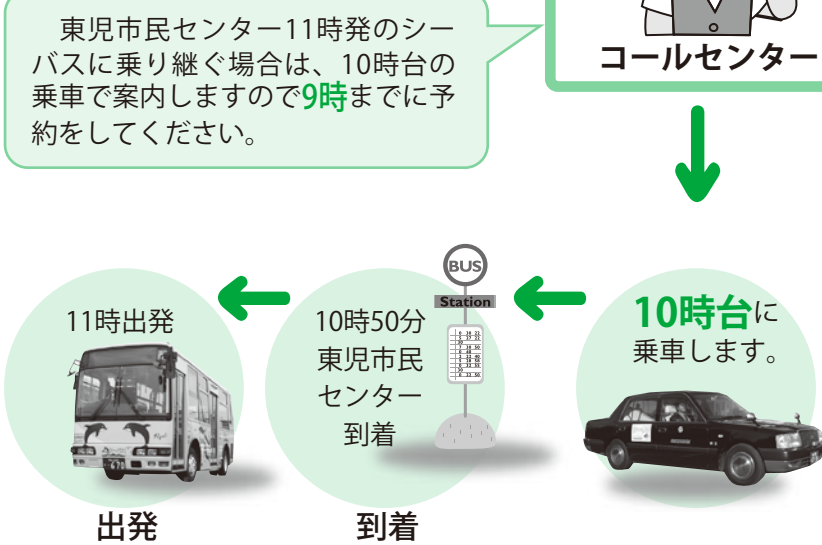 東児市民センター11時発のシー
バスに乗り継ぐ場合は、10時台の
乗車で案内しますので9時までに予
約をしてください。
コールセンター
10時台に
乗車します。
BUS
Station
10時50分
東児市民
センター
到着
到着
11時出発
出発